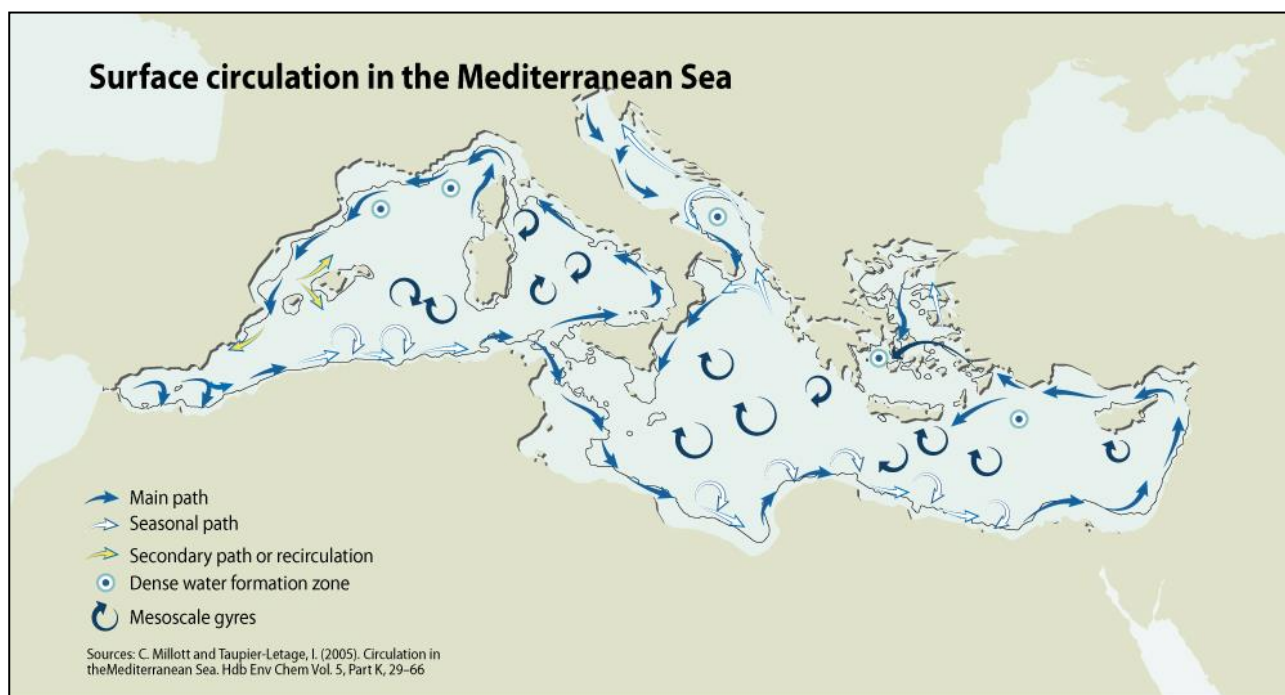 Surface circulation in the Mediterranean Sea
Main path
Seasonal path
Secondary path or recirculation
Dense water formation zone
Mesoscale gyres
Sources: C. Millott and Taupier-Letage, I. (2005). Circulation in
theMediterranean Sea. Hdb Env Chem Vol. 5, Part K, 29–66